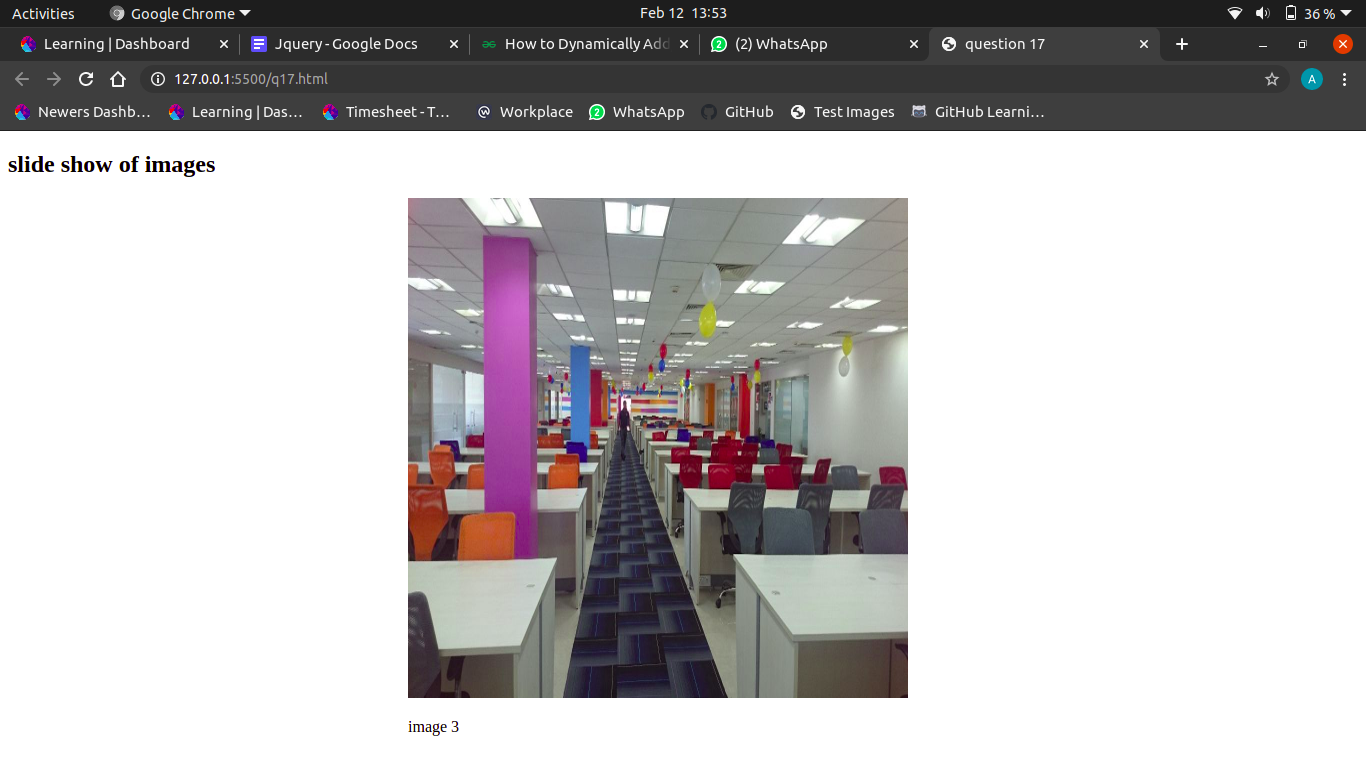 Activities Google Chrome Feb 12 13:53 36 %
Learning | Dashboard Jquery - Google Docs How to Dynamically Add (2) WhatsApp question 17
127.0.0.1:5500/q17.html A
Newers Dashb… Learning | Das… Timesheet - T… Workplace 2 WhatsApp GitHub Test Images GitHub Learni…
slide show of images
image 3